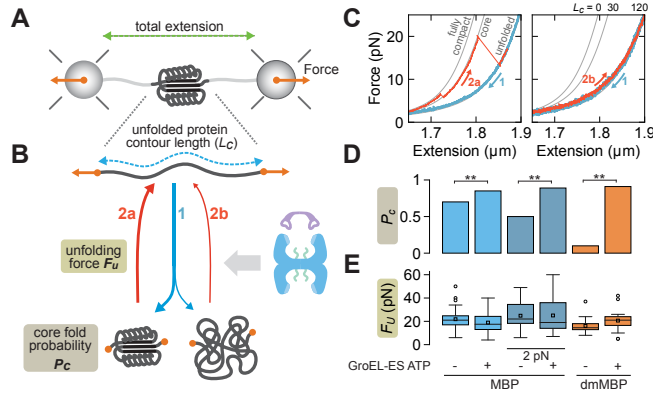 A
total extension
Force
unfolded protein
contour length (Lc)
B
2a
1
2b
unfolding
force Fu
core fold
probability
Pc
C
Force (pN)
20
10
0
fully
compact
core
unfolded
2a
1
1.7
1.8
1.9
Extension (μm)
Lc = 0
30
120
2b
1
1.7
1.8
1.9
Extension (μm)
D
Pc
1
0.5
0
**
**
**
E
FU (pN)
60
40
20
0
2 pN
GroEL-ES ATP
-
+
-
+
-
+
MBP
dmMBP